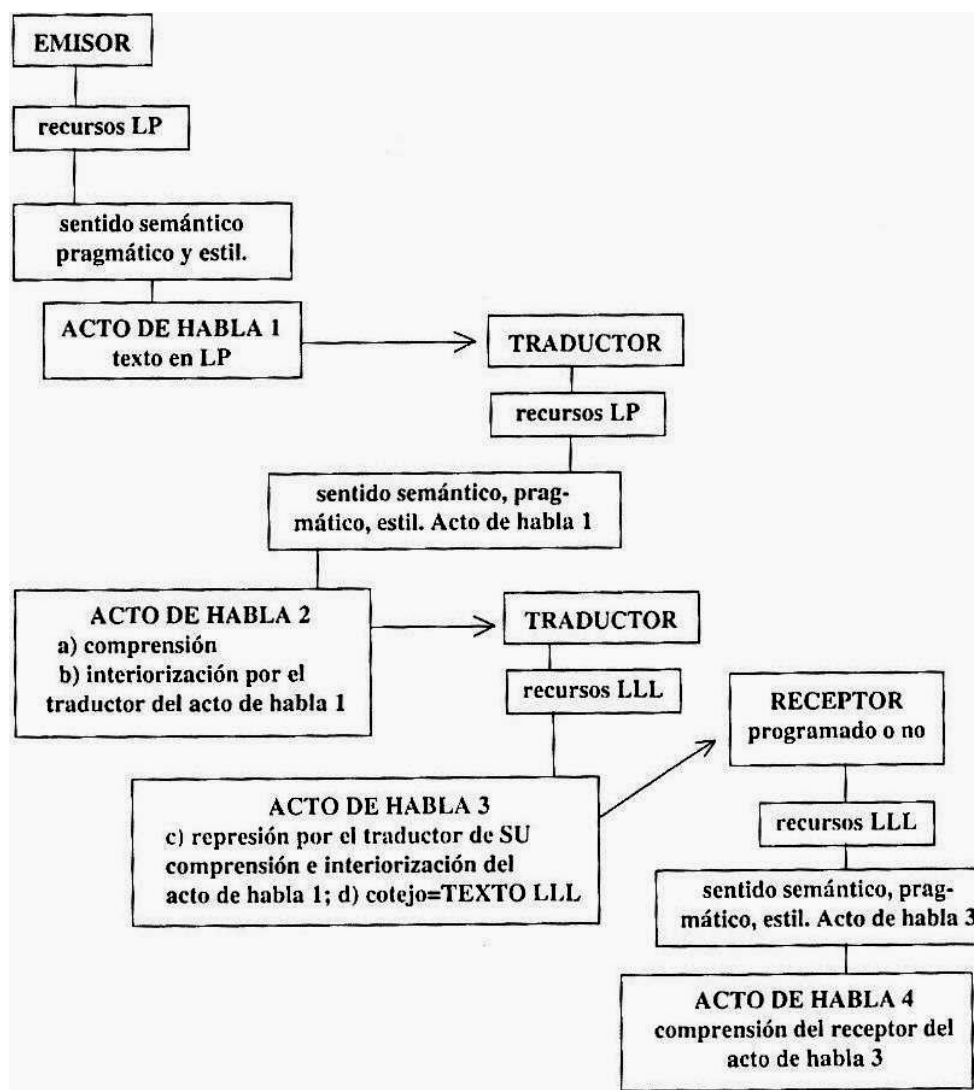 EMISOR
recursos LP
sentido semántico
pragmático y estil.
ACTO DE HABLA 1
texto en LP
TRADUCTOR
recursos LP
sentido semántico, prag-
mático, estil. Acto de habla 1
ACTO DE HABLA 2
a) comprensión
b) interiorización por el
traductor del acto de habla 1
TRADUCTOR
recursos LLL
ACTO DE HABLA 3
c) represión por el traductor de SU
comprensión e interiorización del
acto de habla 1; d) cotejo=TEXTO LLL
RECEPTOR
programado o no
recursos LLL
sentido semántico, prag-
mático, estil. Acto de habla 3
ACTO DE HABLA 4
comprensión del receptor del
acto de habla 3